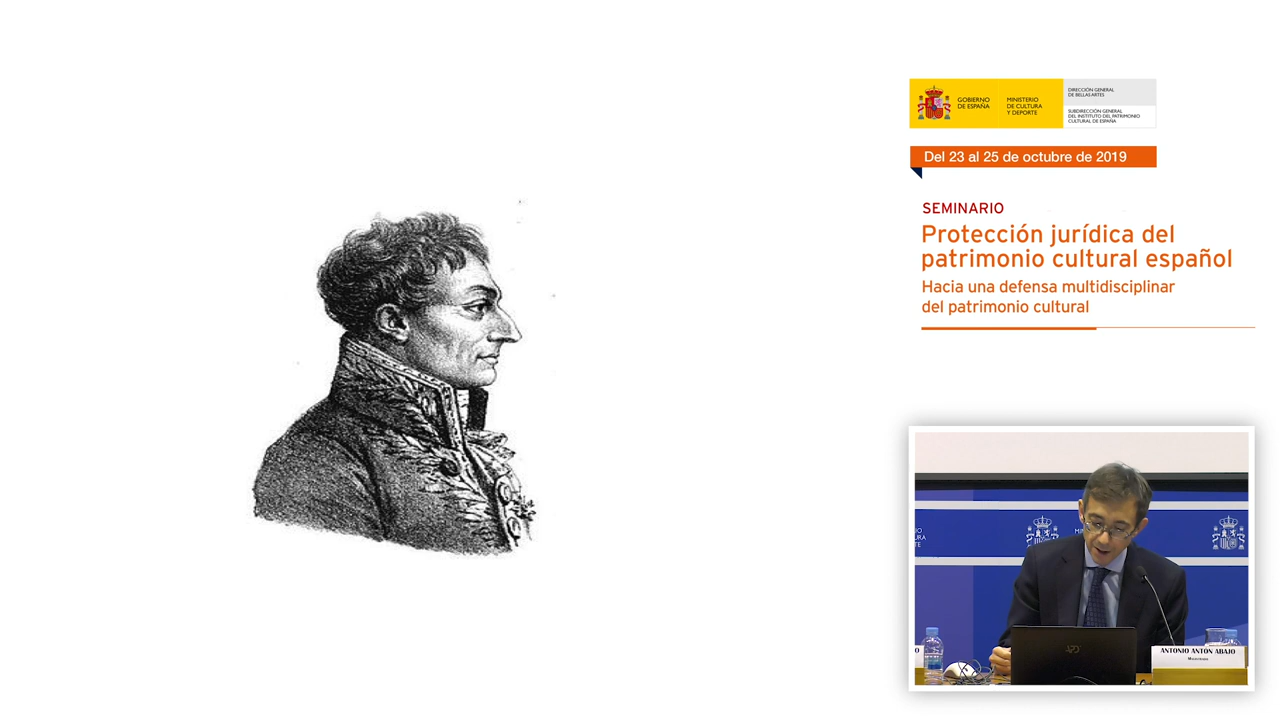 GOBIERNO
DE ESPAÑA
MINISTERIO
DE CULTURA
Y DEPORTE
DIRECCIÓN GENERAL
DE BELLAS ARTES
SUBDIRECCIÓN GENERAL
DEL INSTITUTO DEL PATRIMONIO
CULTURAL DE ESPAÑA
Del 23 al 25 de octubre de 2019
SEMINARIO
Protección jurídica del
patrimonio cultural español
Hacia una defensa multidisciplinar
del patrimonio cultural
ANTONIO ANTÓN ABAJO